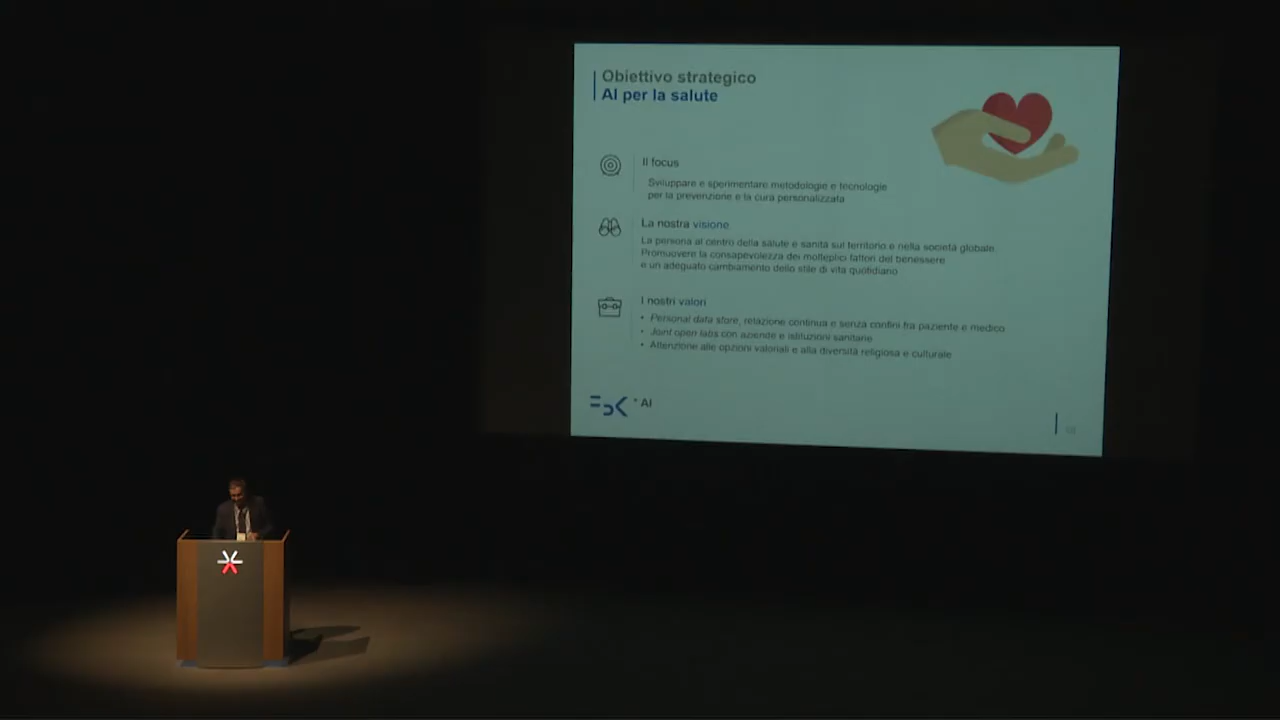 Obiettivo strategico
AI per la salute
Il focus
Sviluppare e sperimentare metodologie e tecnologie
per la prevenzione e la cura personalizzata
La nostra visione
La persona al centro della salute e sanità sul territorio e nella società globale.
Promuovere la consapevolezza dei molteplici fattori del benessere
e un adeguato cambiamento dello stile di vita quotidiano
I nostri valori
• Personal data store, relazione continua e senza confini fra paziente e medico
• Joint open labs con aziende e istituzioni sanitarie
• Attenzione alle opzioni valoriali e alla diversità religiosa e culturale
FBK * AI